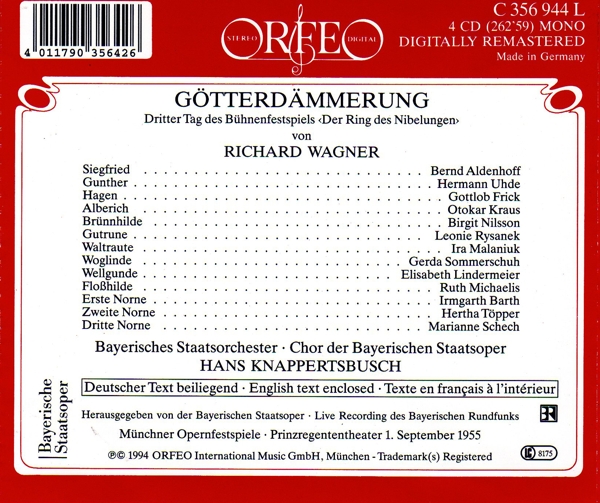 4 011790 356426
STEREO ORFEO DIGITAL
C 356 944 L
4 CD (262'59) MONO
DIGITALLY REMASTERED
Made in Germany
GÖTTERDÄMMERUNG
Dritter Tag des Bühnenfestspiels ‹Der Ring des Nibelungen›
von
RICHARD WAGNER
Siegfried . . . . . . . . . . . . . . . . . . . . Bernd Aldenhoff
Gunther . . . . . . . . . . . . . . . . . . . . Hermann Uhde
Hagen . . . . . . . . . . . . . . . . . . . . Gottlob Frick
Alberich . . . . . . . . . . . . . . . . . . . . Otokar Kraus
Brünnhilde . . . . . . . . . . . . . . . . . . . . Birgit Nilsson
Gutrune . . . . . . . . . . . . . . . . . . . . Leonie Rysanek
Waltraute . . . . . . . . . . . . . . . . . . . . Ira Malaniuk
Woglinde . . . . . . . . . . . . . . . . . . . . Gerda Sommerschuh
Wellgunde . . . . . . . . . . . . . . . . . . . . Elisabeth Lindermeier
Floßhilde . . . . . . . . . . . . . . . . . . . . Ruth Michaelis
Erste Norne . . . . . . . . . . . . . . . . . . . . Irmgarth Barth
Zweite Norne . . . . . . . . . . . . . . . . . . . . Hertha Töpper
Dritte Norne . . . . . . . . . . . . . . . . . . . . Marianne Schech
Bayerisches Staatsorchester · Chor der Bayerischen Staatsoper
HANS KNAPPERTSBUSCH
Deutscher Text beiliegend · English text enclosed · Texte en français à l'intérieur
Herausgegeben von der Bayerischen Staatsoper · Live Recording des Bayerischen Rundfunks
Münchner Opernfestspiele · Prinzregententheater 1. September 1955
Ⓟ© 1994 ORFEO International Music GmbH, München - Trademark(s) Registered
LC 8175
Bayerische
Staatsoper